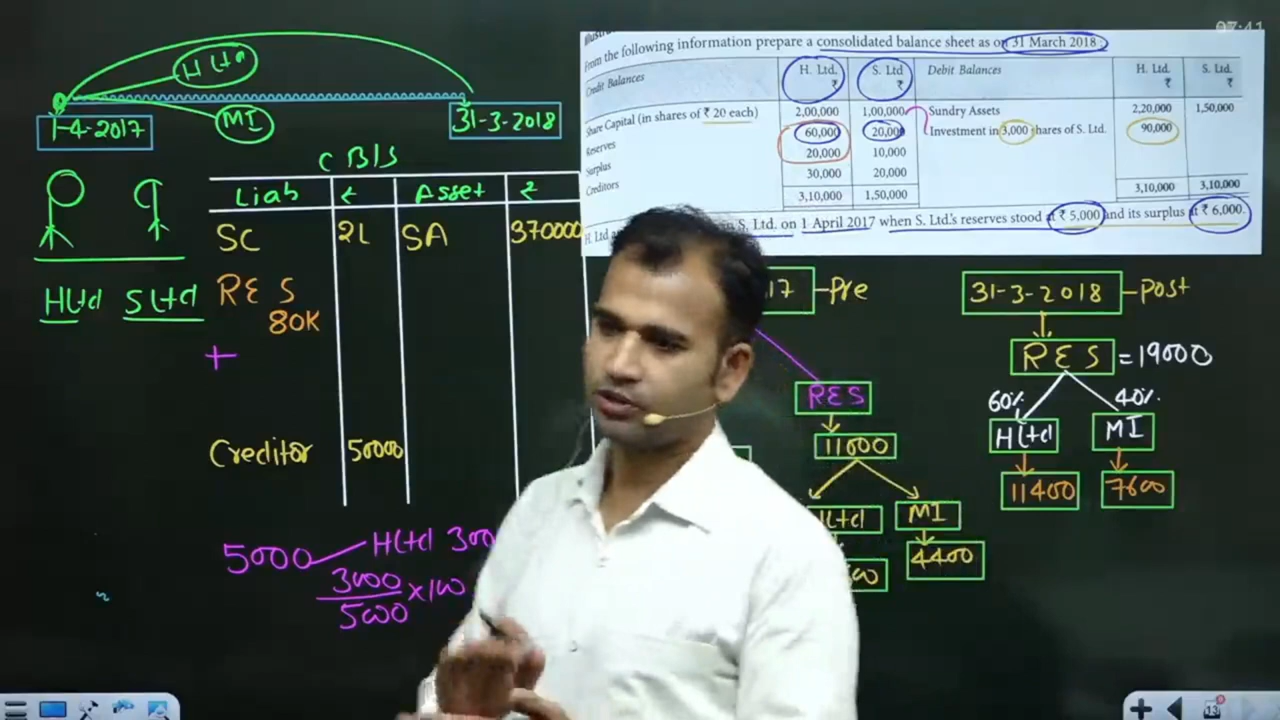 07:41
From the following information prepare a consolidated balance sheet as on 31 March 2018:
Credit Balances H. Ltd. ₹ S. Ltd ₹ Debit Balances H. Ltd. ₹ S. Ltd. ₹
Share Capital (in shares of ₹ 20 each) 2,00,000 1,00,000 Sundry Assets 2,20,000 1,50,000
Reserves 60,000 20,000 Investment in 3,000 shares of S. Ltd. 90,000
Surplus 20,000 10,000
Creditors 30,000 20,000
3,10,000 1,50,000 3,10,000 3,10,000
H. Ltd S. Ltd. on 1 April 2017 when S. Ltd's reserves stood at ₹ 5,000 and its surplus at ₹ 6,000.
H Ltd
MI
1-4-2017
31-3-2018
H Ltd S Ltd
C B/S
Liab ₹ Asset ₹
SC 2L SA 370000
RES
80K
+
Creditor 50000
5000 H Ltd 300
3000
500 × 100
17 - Pre
RES
11000
Ltd MI
4400
31-3-2018 - Post
RES = 19000
60% 40%
H Ltd MI
11400 7600
13